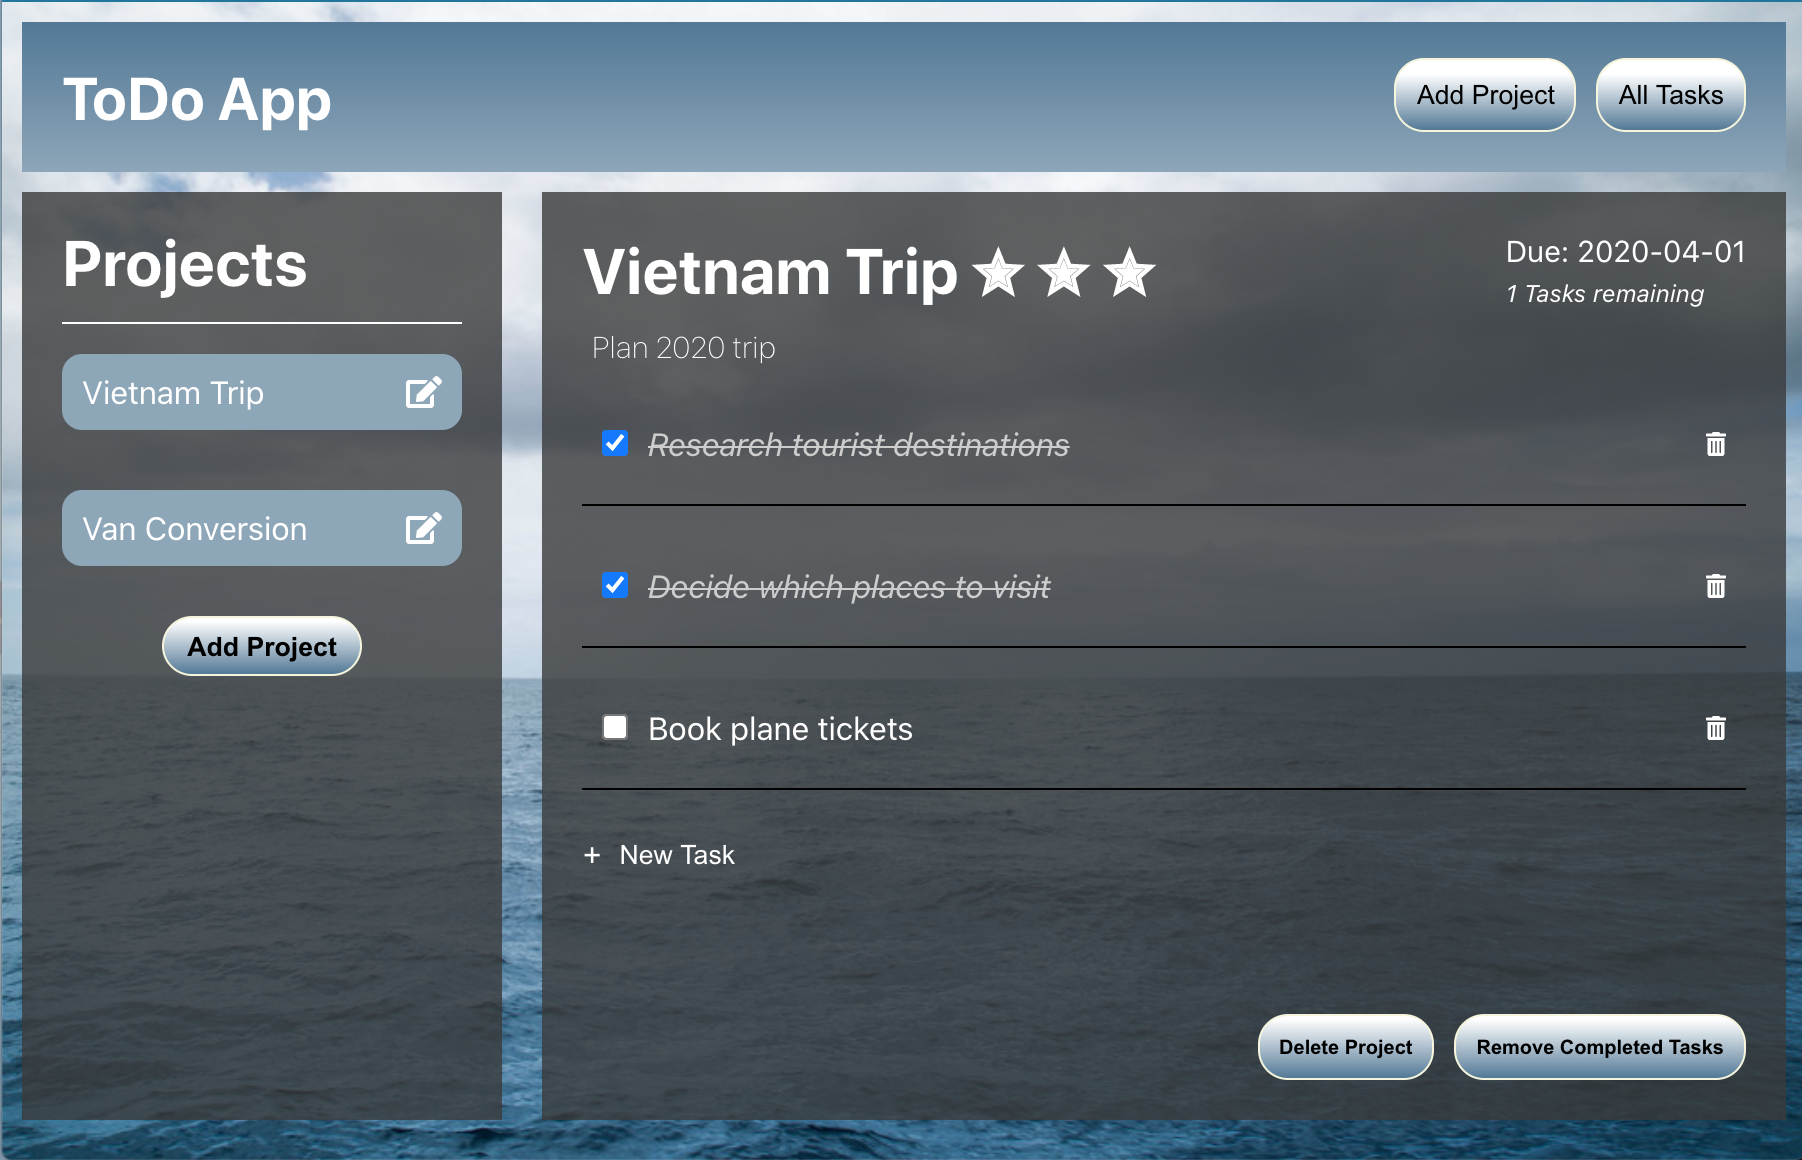 ToDo App
Add Project
All Tasks
Projects
Vietnam Trip
Van Conversion
Add Project
Vietnam Trip
Due: 2020-04-01
1 Tasks remaining
Plan 2020 trip
Research tourist destinations
Decide which places to visit
Book plane tickets
+ New Task
Delete Project
Remove Completed Tasks